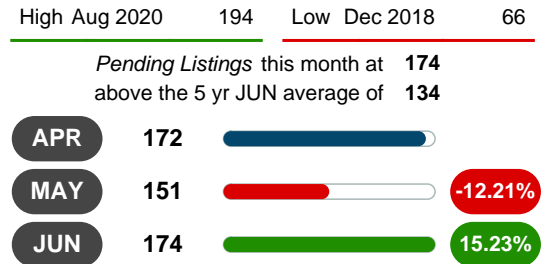 High Aug 2020 194 Low Dec 2018 66
Pending Listings this month at 174
above the 5 yr JUN average of 134
APR 172
MAY 151 -12.21%
JUN 174 15.23%